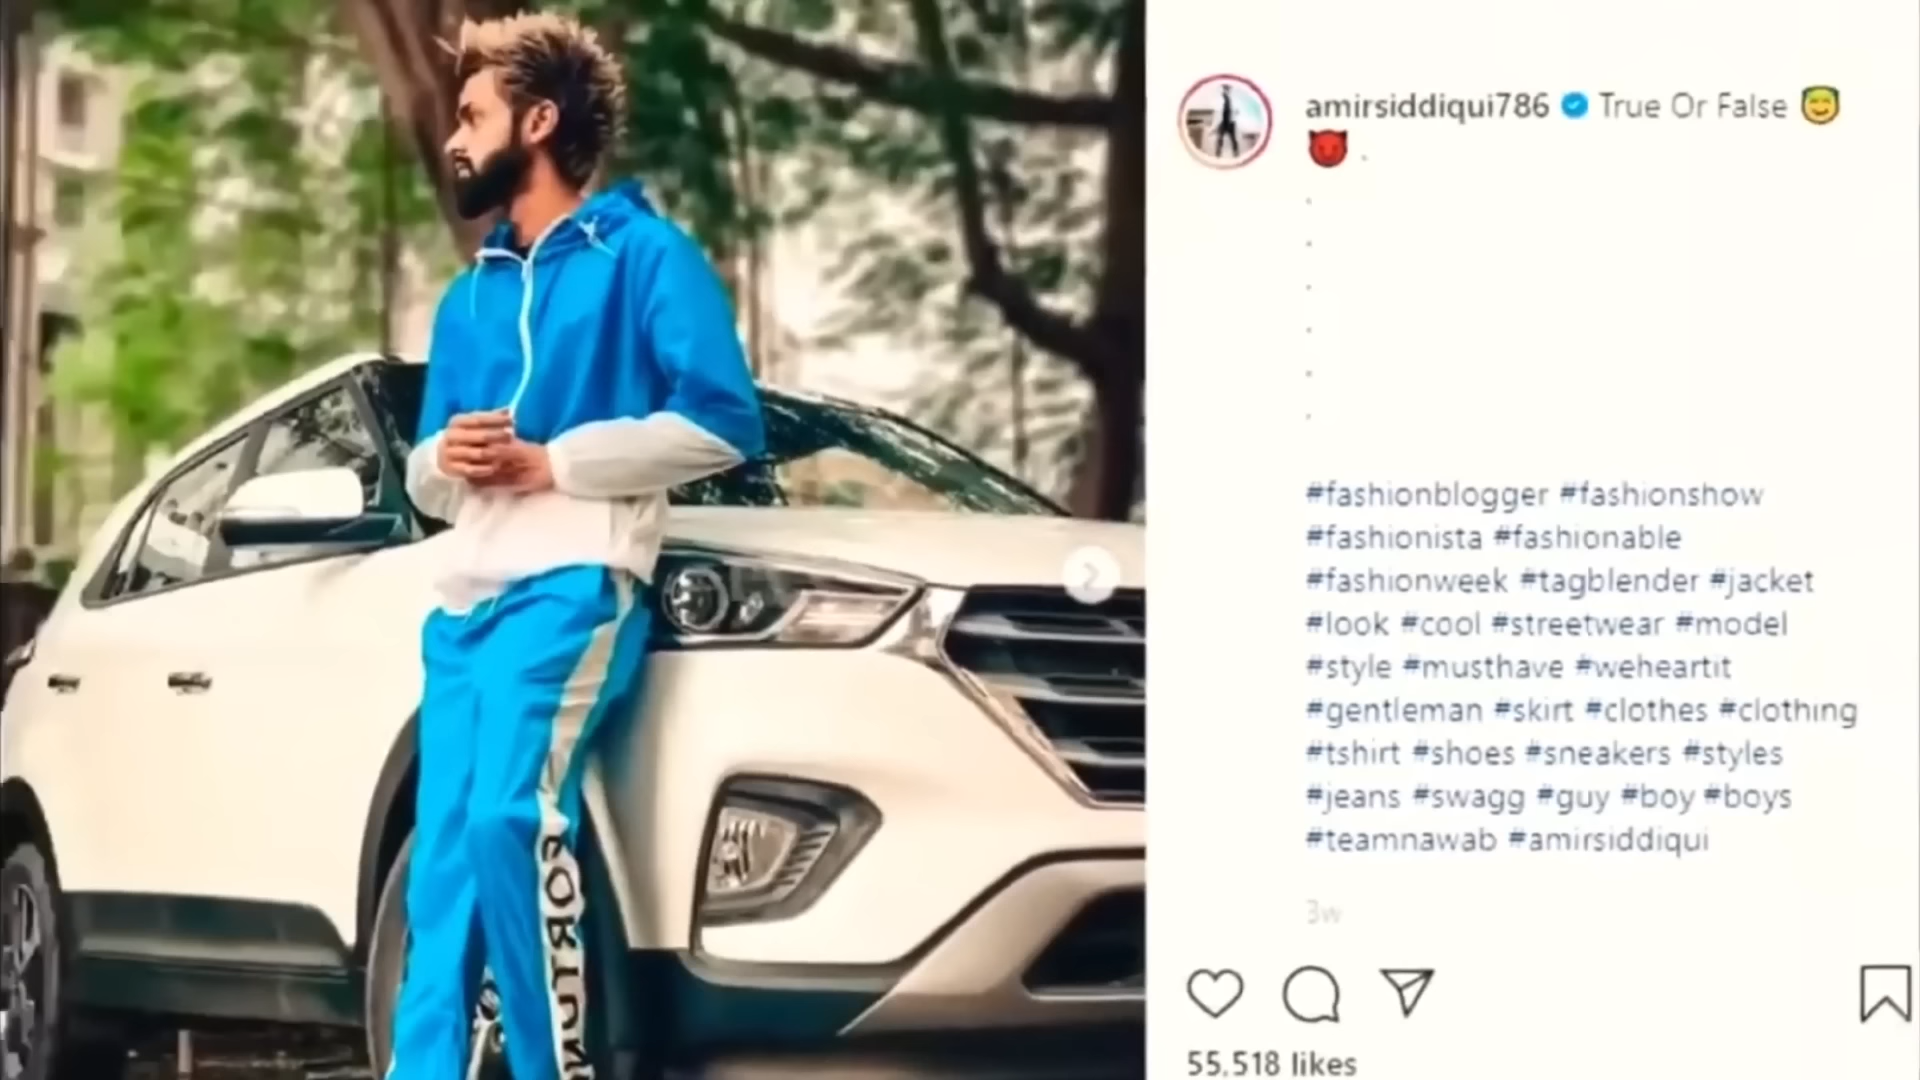 amirsiddiqui786 True Or False 😇
😈 .
.
.
.
.
.
.
#fashionblogger #fashionshow
#fashionista #fashionable
#fashionweek #tagblender #jacket
#look #cool #streetwear #model
#style #musthave #weheartit
#gentleman #skirt #clothes #clothing
#tshirt #shoes #sneakers #styles
#jeans #swagg #guy #boy #boys
#teamnawab #amirsiddiqui
3w
55,518 likes